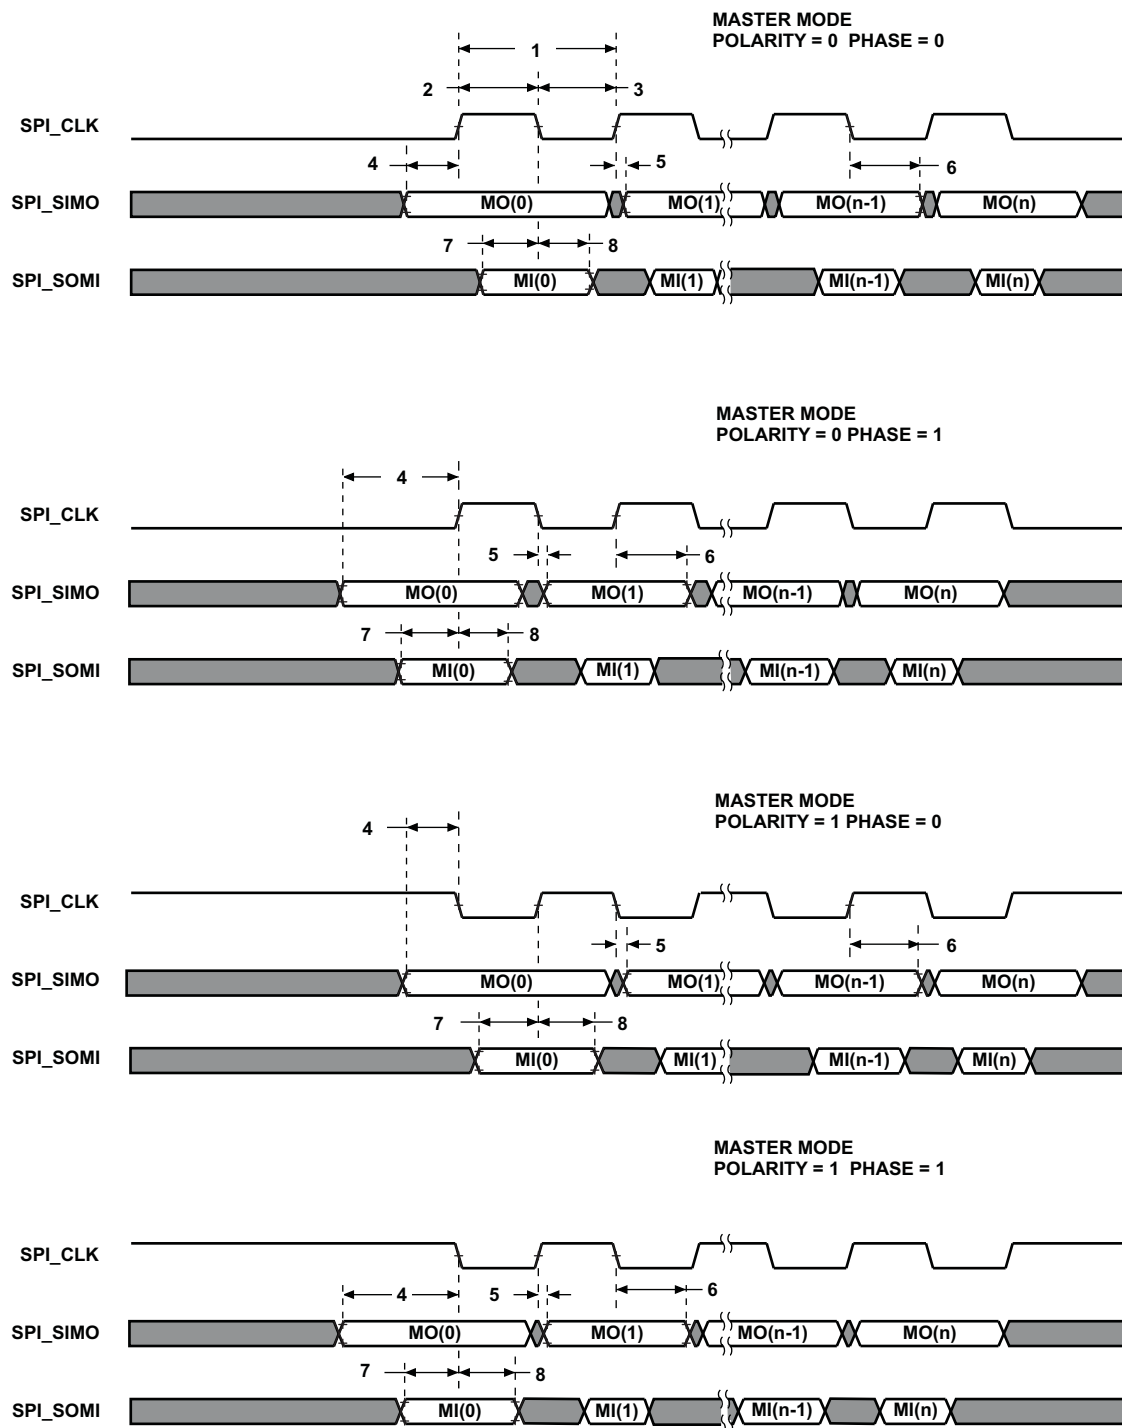 MASTER MODE
POLARITY = 0 PHASE = 0
1
2
3
SPI_CLK
4
5
6
SPI_SIMO
MO(0)
MO(1)
MO(n-1)
MO(n)
7
8
SPI_SOMI
MI(0)
MI(1)
MI(n-1)
MI(n)
MASTER MODE
POLARITY = 0 PHASE = 1
4
SPI_CLK
5
6
SPI_SIMO
MO(0)
MO(1)
MO(n-1)
MO(n)
7
8
SPI_SOMI
MI(0)
MI(1)
MI(n-1)
MI(n)
MASTER MODE
POLARITY = 1 PHASE = 0
4
SPI_CLK
5
6
SPI_SIMO
MO(0)
MO(1)
MO(n-1)
MO(n)
7
8
SPI_SOMI
MI(0)
MI(1)
MI(n-1)
MI(n)
MASTER MODE
POLARITY = 1 PHASE = 1
SPI_CLK
4
5
6
SPI_SIMO
MO(0)
MO(1)
MO(n-1)
MO(n)
7
8
SPI_SOMI
MI(0)
MI(1)
MI(n-1)
MI(n)